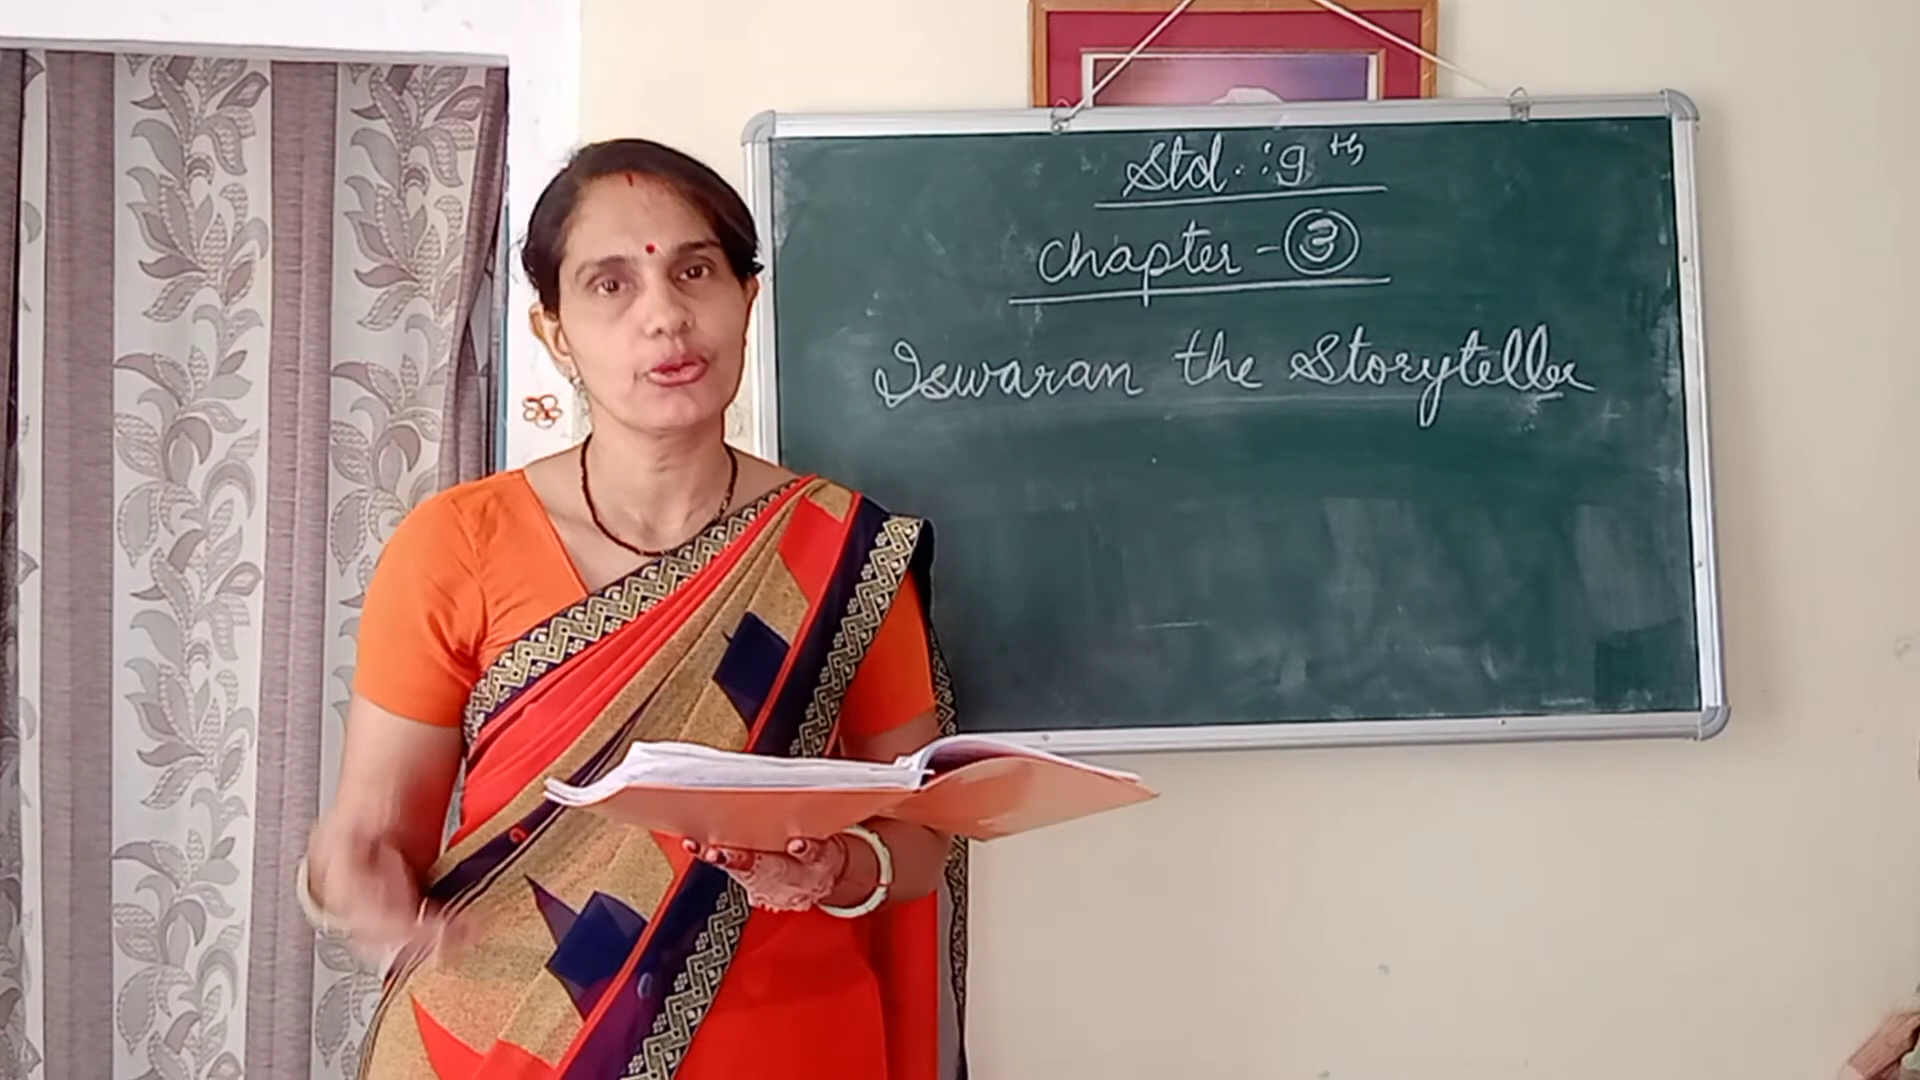 Std. : 9th
Chapter - 3
Iswaran the Storyteller